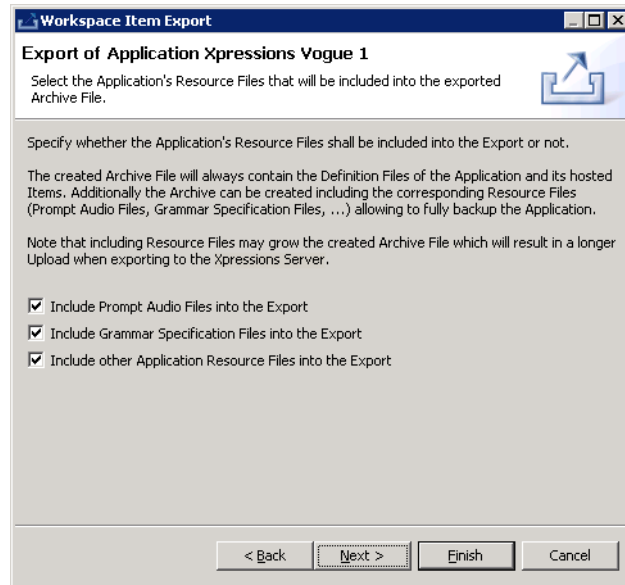 Workspace Item Export
Export of Application Xpressions Vogue 1
Select the Application's Resource Files that will be included into the exported
Archive File.
Specify whether the Application's Resource Files shall be included into the Export or not.
The created Archive File will always contain the Definition Files of the Application and its hosted
Items. Additionally the Archive can be created including the corresponding Resource Files
(Prompt Audio Files, Grammar Specification Files, ...) allowing to fully backup the Application.
Note that including Resource Files may grow the created Archive File which will result in a longer
Upload when exporting to the Xpressions Server.
Include Prompt Audio Files into the Export
Include Grammar Specification Files into the Export
Include other Application Resource Files into the Export
< Back Next > Finish Cancel